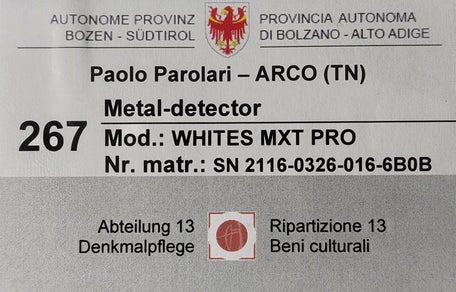 AUTONOME PROVINZ
BOZEN - SÜDTIROL
PROVINCIA AUTONOMA
DI BOLZANO - ALTO ADIGE
Paolo Parolari – ARCO (TN)
Metal-detector
267
Mod.: WHITES MXT PRO
Nr. matr.: SN 2116-0326-016-6B0B
Abteilung 13
Denkmalpflege
Ripartizione 13
Beni culturali